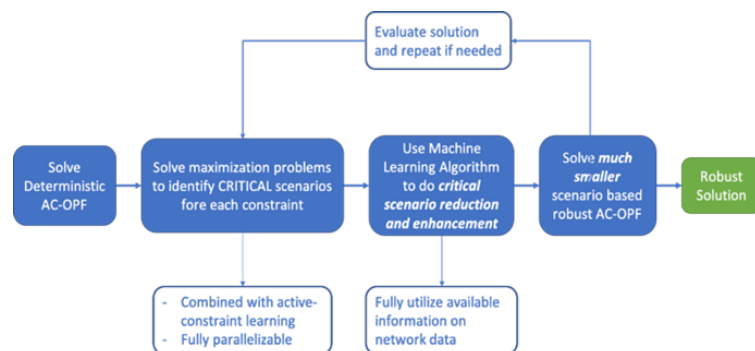 Evaluate solution
and repeat if needed
Solve
Deterministic
AC-OPF
Solve maximization problems
to identify CRITICAL scenarios
fore each constraint
Use Machine
Learning Algorithm
to do critical
scenario reduction
and enhancement
Solve much
smaller
scenario based
robust AC-OPF
Robust
Solution
- Combined with active-
constraint learning
- Fully parallelizable
Fully utilize available
information on
network data